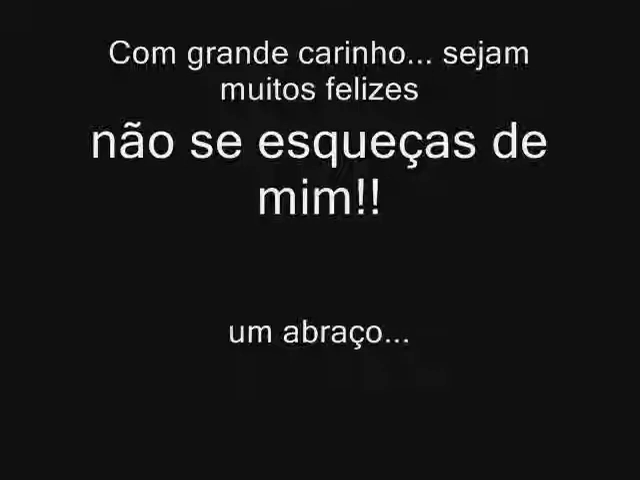 Com grande carinho... sejam
muitos felizes
não se esqueças de
mim!!
um abraço...